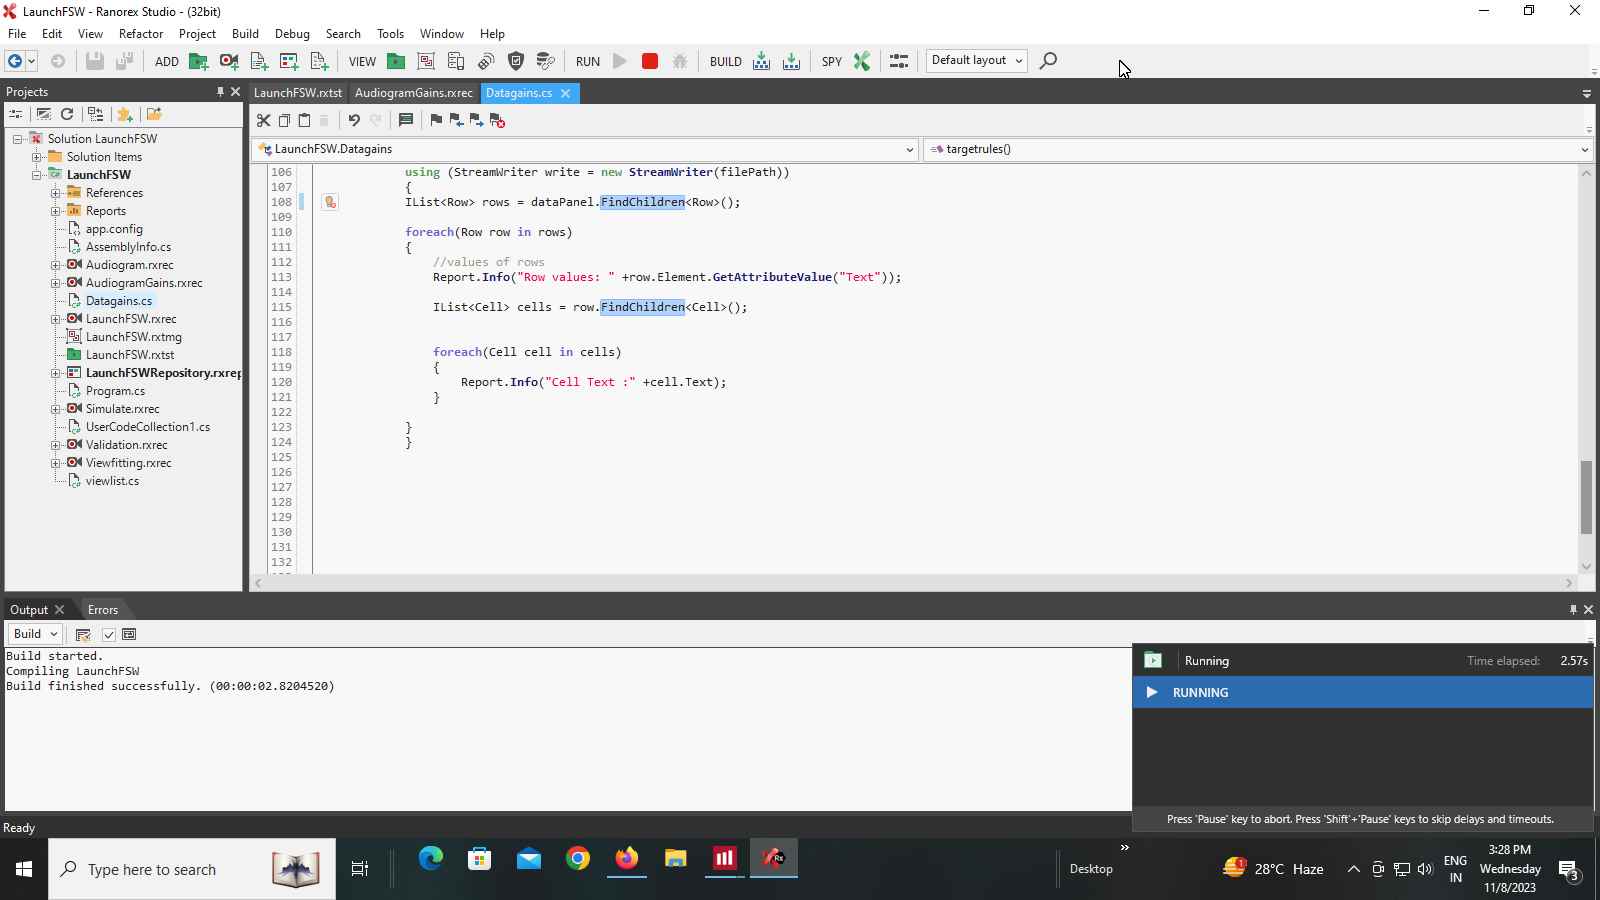 LaunchFSW - Ranorex Studio - (32bit)
File Edit View Refactor Project Build Debug Search Tools Window Help
ADD VIEW RUN BUILD SPY Default layout
Projects
LaunchFSW.rxtst AudiogramGains.rxrec Datagains.cs
LaunchFSW.Datagains targetrules()
Solution LaunchFSW
Solution Items
LaunchFSW
References
Reports
app.config
AssemblyInfo.cs
Audiogram.rxrec
AudiogramGains.rxrec
Datagains.cs
LaunchFSW.rxrec
LaunchFSW.rxtmg
LaunchFSW.rxtst
LaunchFSWRepository.rxrep
Program.cs
Simulate.rxrec
UserCodeCollection1.cs
Validation.rxrec
Viewfitting.rxrec
viewlist.cs
106 using (StreamWriter write = new StreamWriter(filePath))
107 {
108 IList<Row> rows = dataPanel.FindChildren<Row>();
109
110 foreach(Row row in rows)
111 {
112 //values of rows
113 Report.Info("Row values: " +row.Element.GetAttributeValue("Text"));
114
115 IList<Cell> cells = row.FindChildren<Cell>();
116
117
118 foreach(Cell cell in cells)
119 {
120 Report.Info("Cell Text :" +cell.Text);
121 }
122
123 }
124 }
125
126
127
128
129
130
131
132
Output Errors
Build
Build started.
Compiling LaunchFSW
Build finished successfully. (00:00:02.8204520)
Running Time elapsed: 2.57s
RUNNING
Press 'Pause' key to abort. Press 'Shift'+'Pause' keys to skip delays and timeouts.
Ready
Type here to search
Desktop
1
28°C Haze
ENG
IN
3:28 PM
Wednesday
11/8/2023
3